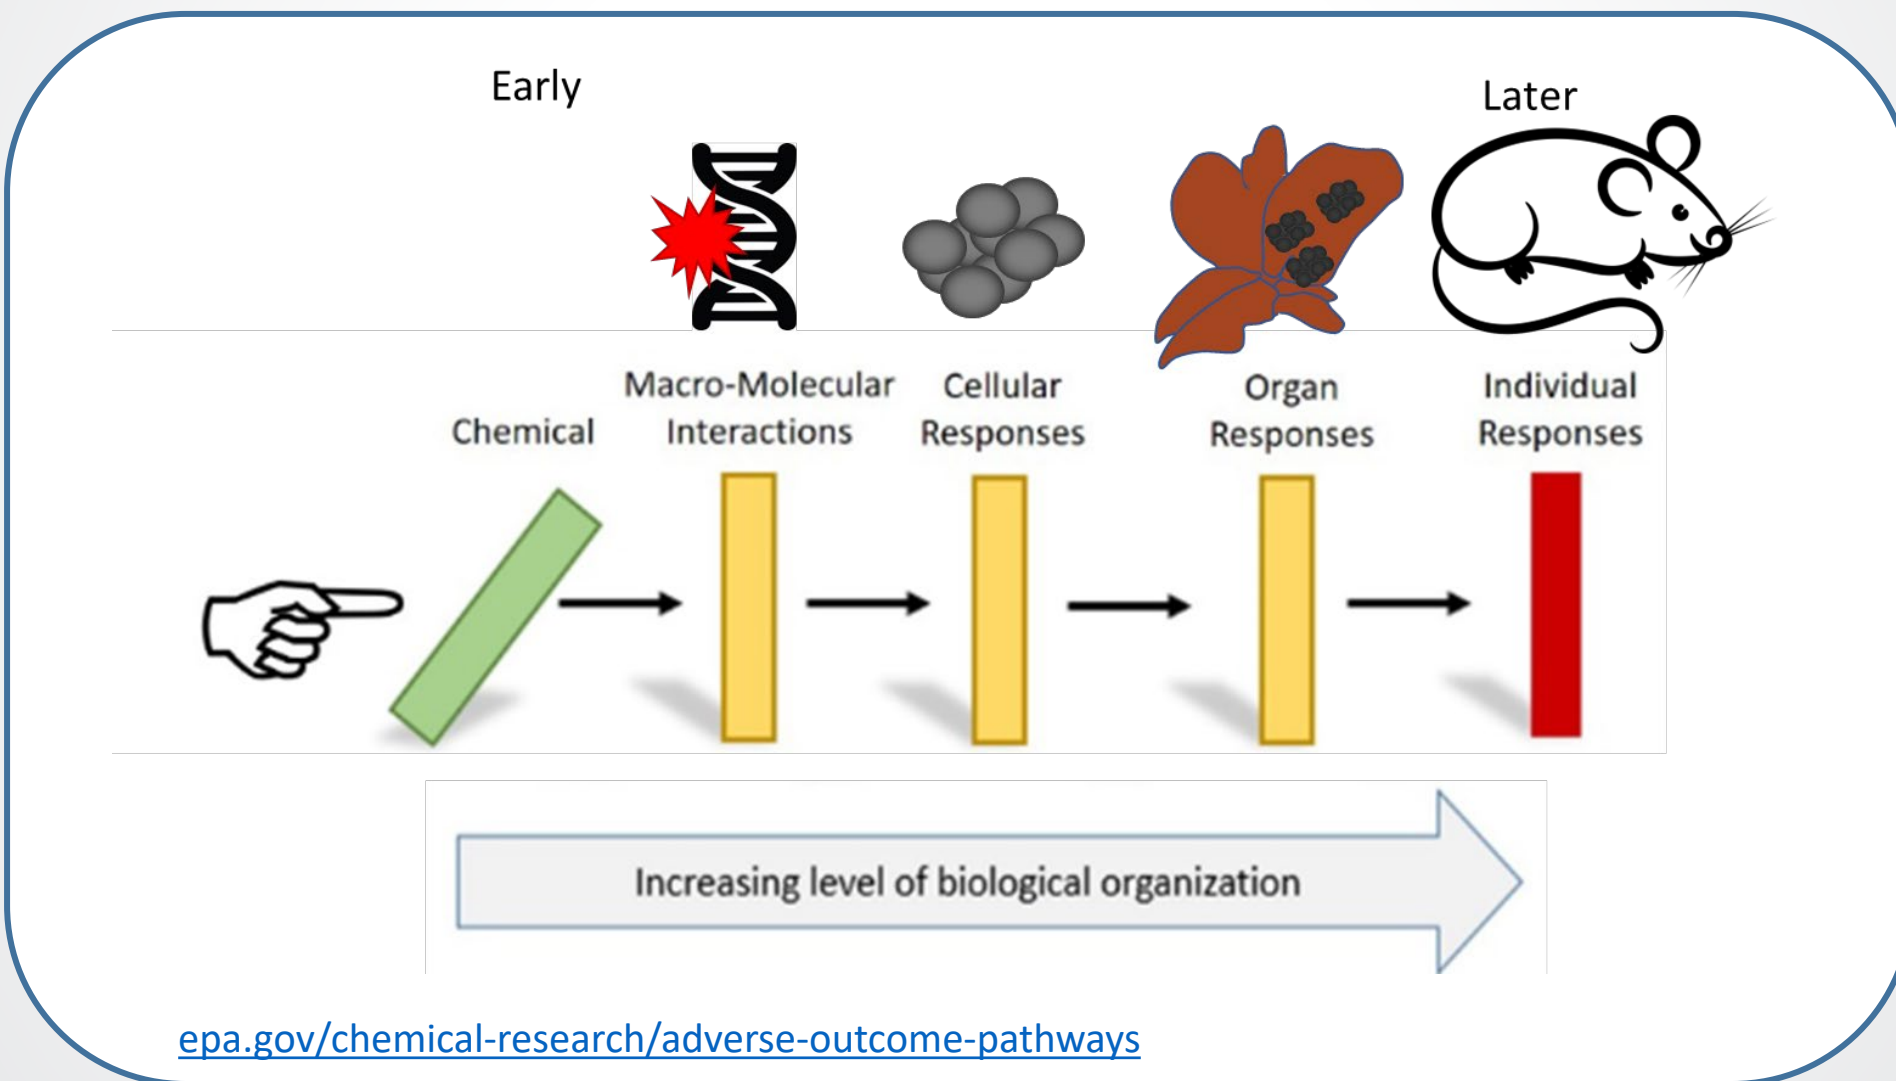 Early
Later
Chemical
Macro-Molecular
Interactions
Cellular
Responses
Organ
Responses
Individual
Responses
Increasing level of biological organization
epa.gov/chemical-research/adverse-outcome-pathways